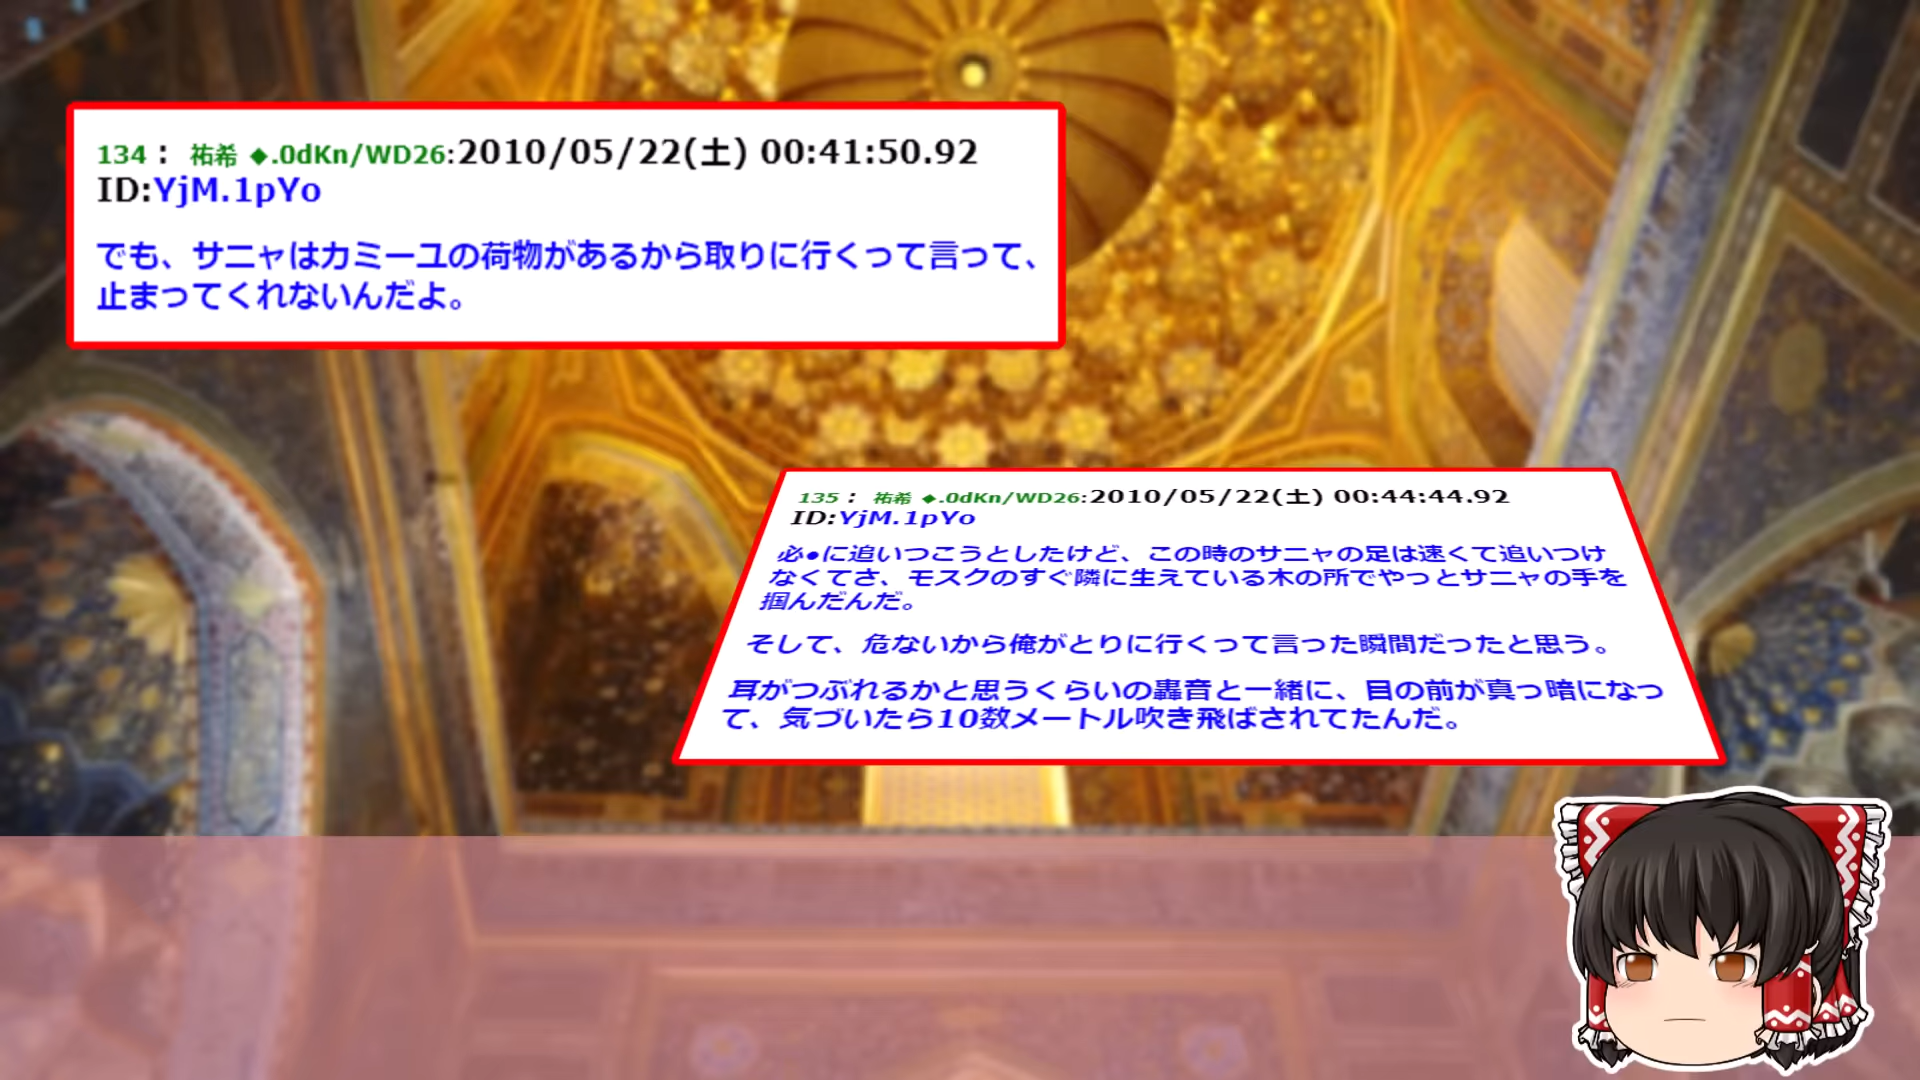 134 : 祐希 ◆.0dKn/WD26:2010/05/22(土) 00:41:50.92
ID:YjM.1pYo
でも、サニャはカミーユの荷物があるから取りに行くって言って、
止まってくれないんだよ。
135 : 祐希 ◆.0dKn/WD26:2010/05/22(土) 00:44:44.92
ID:YjM.1pYo
必●に追いつこうとしたけど、この時のサニャの足は速くて追いつけ
なくてさ、モスクのすぐ隣に生えている木の所でやっとサニャの手を
掴んだんだ。
そして、危ないから俺がとりに行くって言った瞬間だったと思う。
耳がつぶれるかと思うくらいの轟音と一緒に、目の前が真っ暗になっ
て、気づいたら10数メートル吹き飛ばされてたんだ。